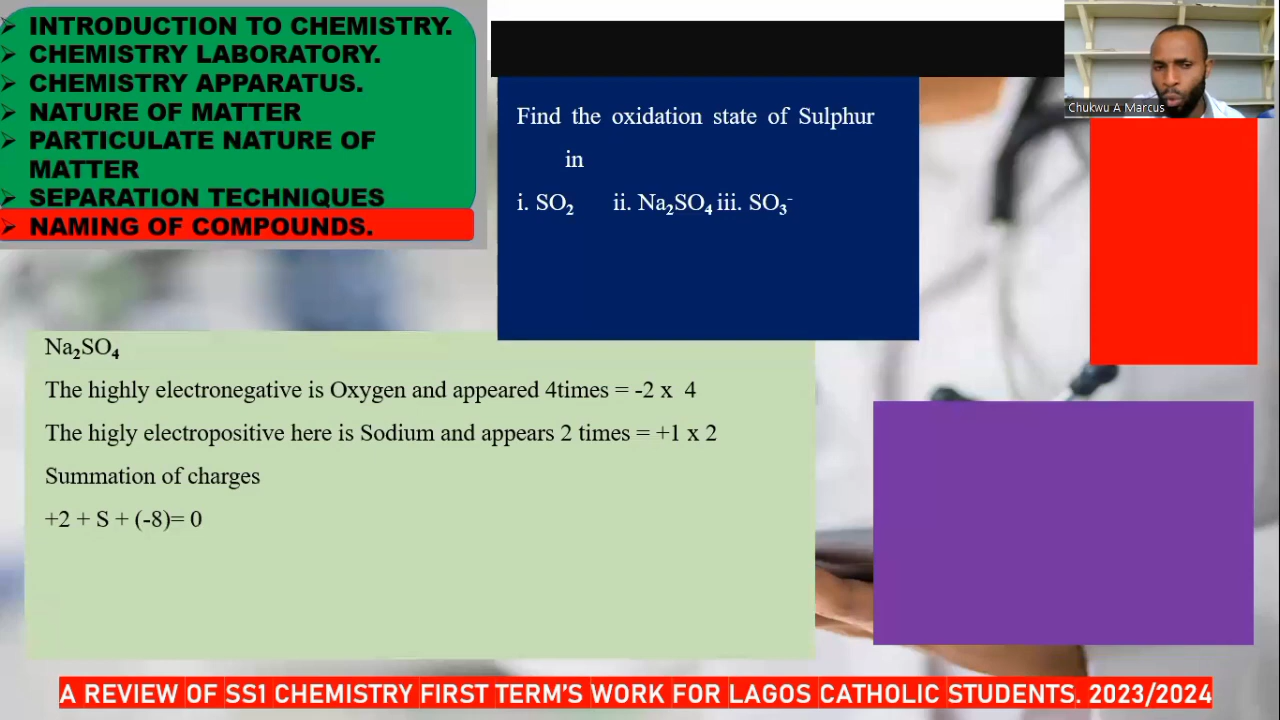 INTRODUCTION TO CHEMISTRY.
CHEMISTRY LABORATORY.
CHEMISTRY APPARATUS.
NATURE OF MATTER
PARTICULATE NATURE OF
MATTER
SEPARATION TECHNIQUES
NAMING OF COMPOUNDS.
Find the oxidation state of Sulphur
in
i. SO₂ ii. Na₂SO₄ iii. SO₃⁻
Chukwu A Marcus
Na₂SO₄
The highly electronegative is Oxygen and appeared 4times = -2 x 4
The higly electropositive here is Sodium and appears 2 times = +1 x 2
Summation of charges
+2 + S + (-8)= 0
A REVIEW OF SS1 CHEMISTRY FIRST TERM'S WORK FOR LAGOS CATHOLIC STUDENTS. 2023/2024